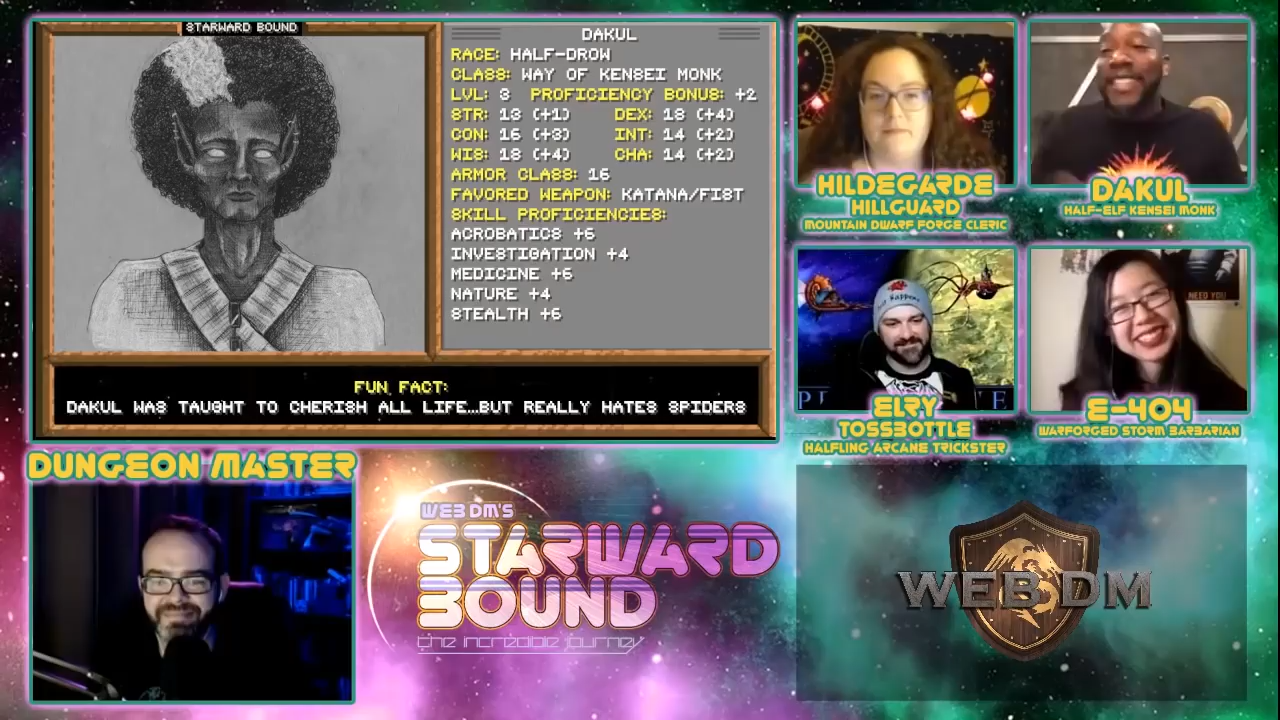 STARWARD BOUND
DAKUL
RACE: HALF-DROW
CLASS: WAY OF KENSEI MONK
LVL: 3 PROFICIENCY BONUS: +2
STR: 13 (+1) DEX: 18 (+4)
CON: 16 (+3) INT: 14 (+2)
WIS: 18 (+4) CHA: 14 (+2)
ARMOR CLASS: 16
FAVORED WEAPON: KATANA/FIST
SKILL PROFICIENCIES:
ACROBATICS +6
INVESTIGATION +4
MEDICINE +6
NATURE +4
STEALTH +6
FUN FACT:
DAKUL WAS TAUGHT TO CHERISH ALL LIFE...BUT REALLY HATES SPIDERS
HILDEGARDE
HILLGUARD
MOUNTAIN DWARF FORGE CLERIC
DAKUL
HALF-ELF KENSEI MONK
Happens
ELRY
TOSSBOTTLE
HALFLING ARCANE TRICKSTER
NEED YOU
E-404
WARFORGED STORM BARBARIAN
DUNGEON MASTER
WEB DM'S
STARWARD
BOUND
the incredible journey
WEB DM